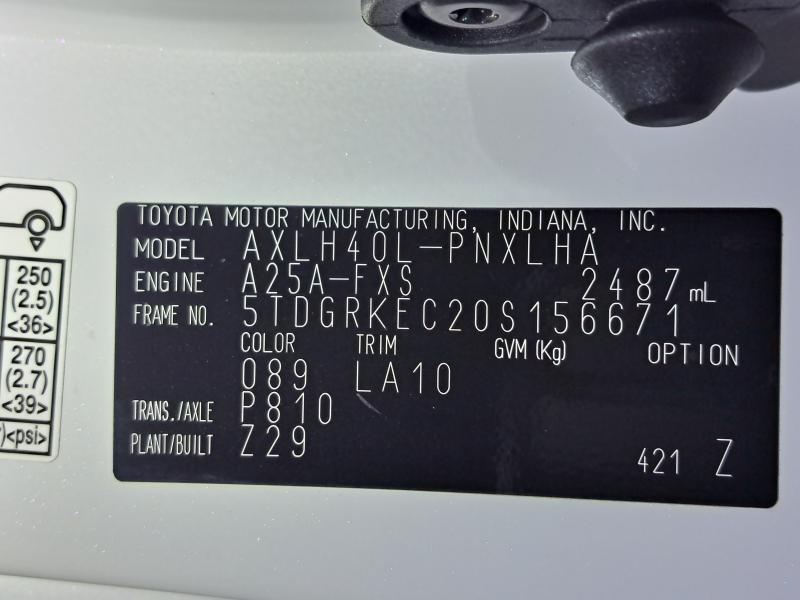 TOYOTA MOTOR MANUFACTURING, INDIANA, INC.
MODEL AXLH40L-PNXLHA
ENGINE A25A-FXS 2487 mL
FRAME NO. 5TDGRKEC20S156671
COLOR TRIM GVM (Kg) OPTION
089 LA10
TRANS./AXLE P810
PLANT/BUILT Z29
421 Z
250
(2.5)
<36>
270
(2.7)
<39>
)<psi>